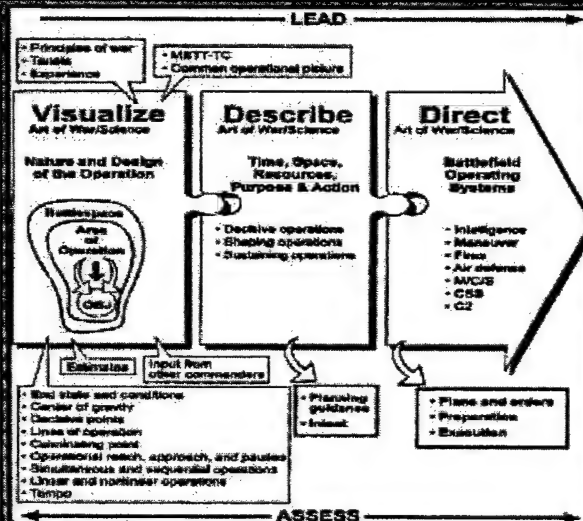 LEAD
• Principles of war
• Tenets
• Experience
• METT-TC
• Common operational picture
Visualize
Art of War/Science
Nature and Design
of the Operation
Battlespace
Area
of
Operation
OBJ
Describe
Art of War/Science
Time, Space,
Resources,
Purpose & Action
• Decisive operations
• Shaping operations
• Sustaining operations
Direct
Art of War/Science
Battlefield
Operating
Systems
• Intelligence
• Maneuver
• Fires
• Air defense
• M/C/S
• CSS
• C2
Estimates
Input from
other commanders
• End state and conditions
• Center of gravity
• Decisive points
• Lines of operation
• Culminating point
• Operational reach, approach, and pauses
• Simultaneous and sequential operations
• Linear and nonlinear operations
• Tempo
• Planning
guidance
• Intent
• Plans and orders
• Preparation
• Execution
ASSESS